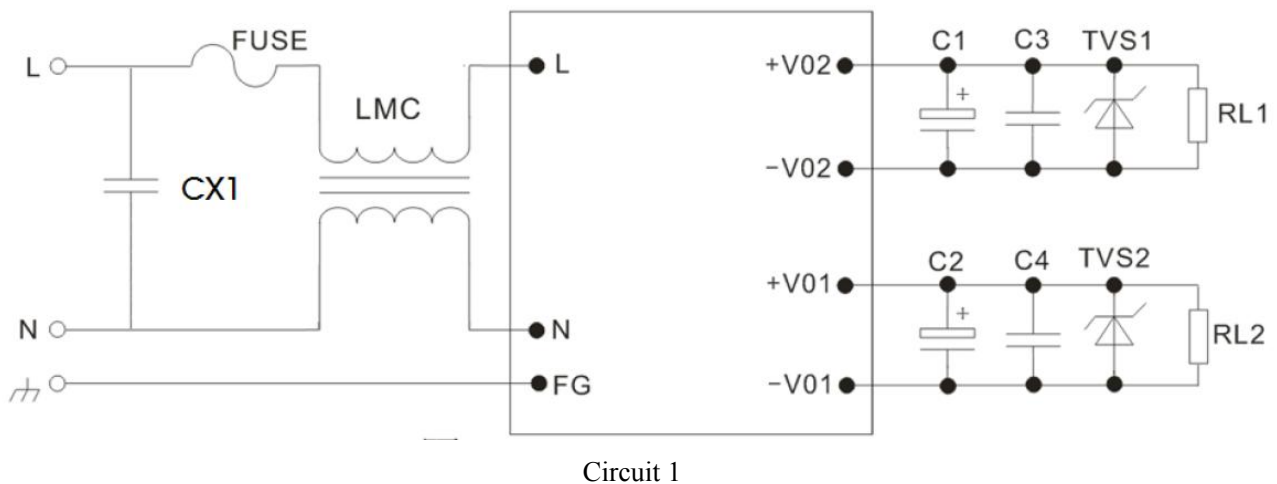 FUSE
L
LMC
CX1
N
L
N
FG
+V02
-V02
+V01
-V01
C1
C3
TVS1
+
RL1
C2
C4
TVS2
+
RL2
Circuit 1